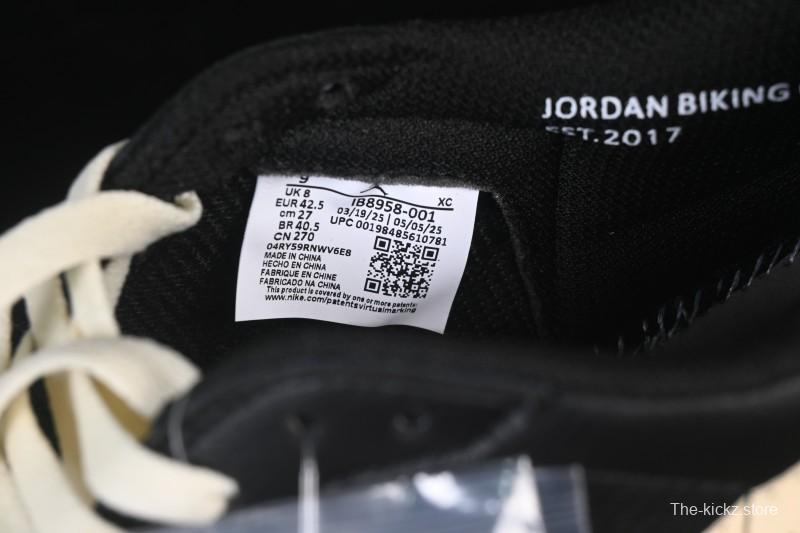 JORDAN BIKING
EST.2017
9
XC
UK 8
EUR 42.5
cm 27
BR 40.5
CN 270
IB8958-001
03/19/25 | 05/05/25
UPC 00198485610781
04RY59RNWV6E8
MADE IN CHINA
HECHO EN CHINA
FABRIQUE EN CHINE
FABRICADO NA CHINA
This product is covered by one or more patents:
www.nike.com/patentsvirtualmarking
The-kickz.store